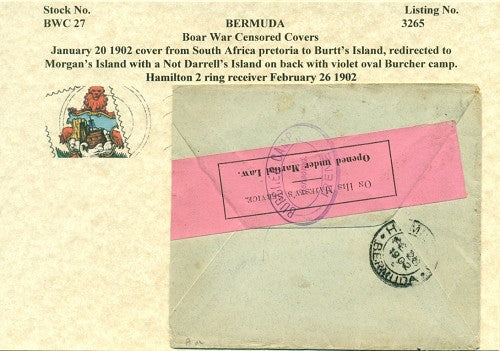 Stock No.
BWC 27
BERMUDA
Listing No.
3265
Boar War Censored Covers
January 20 1902 cover from South Africa pretoria to Burtt's Island, redirected to
Morgan's Island with a Not Darrell's Island on back with violet oval Burcher camp.
Hamilton 2 ring receiver February 26 1902
On His Majesty's Service.
Opened under Martial Law.
BERMUDA